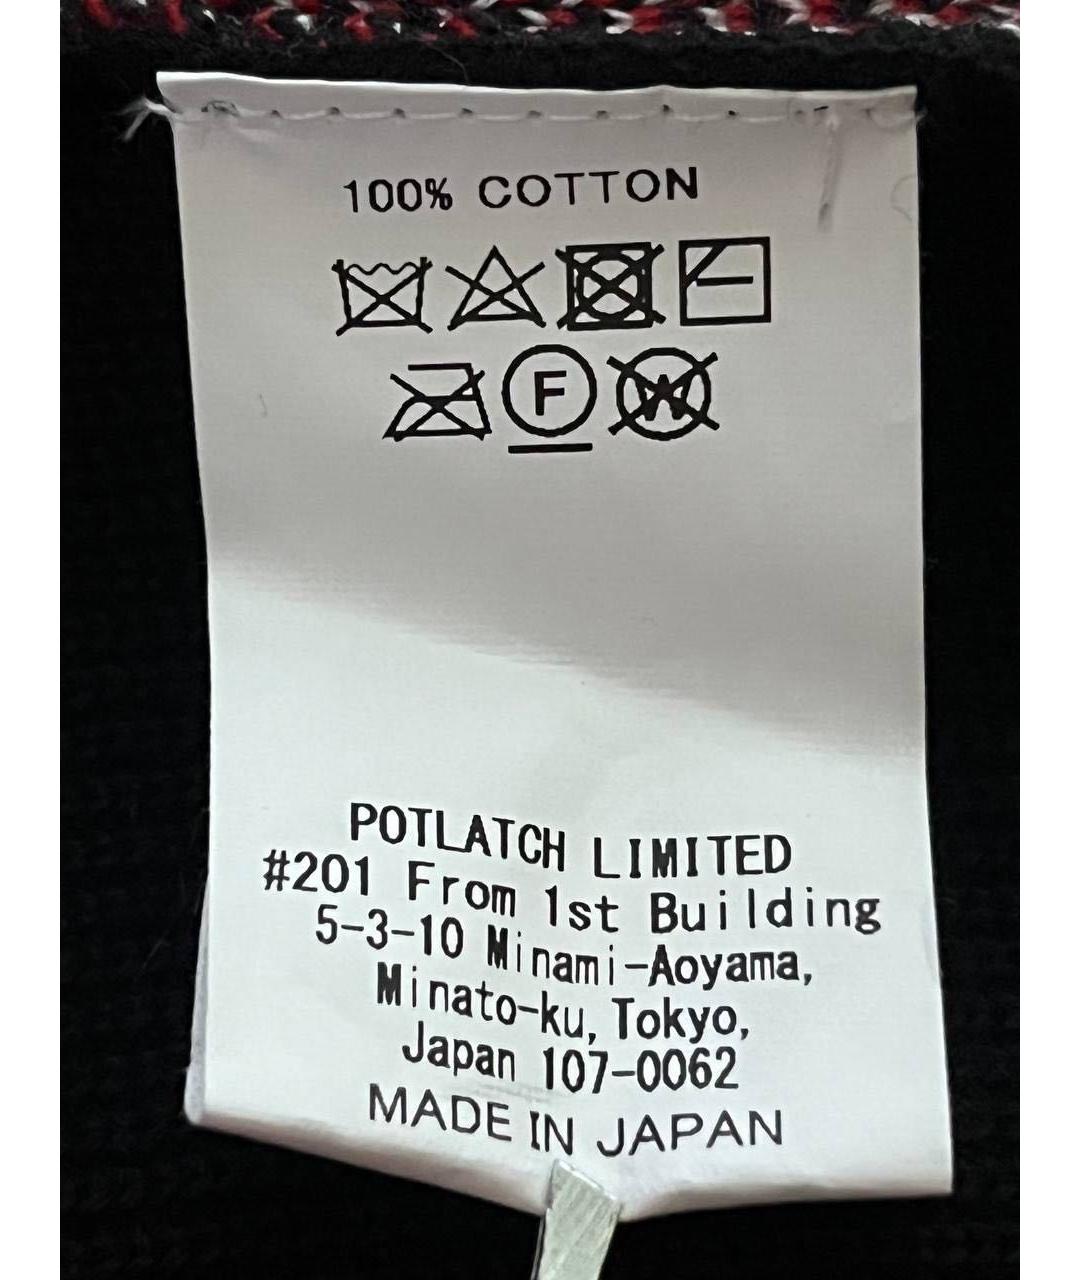 100% COTTON
F
W
POTLATCH LIMITED
#201 From 1st Building
5-3-10 Minami-Aoyama,
Minato-ku, Tokyo,
Japan 107-0062
MADE IN JAPAN